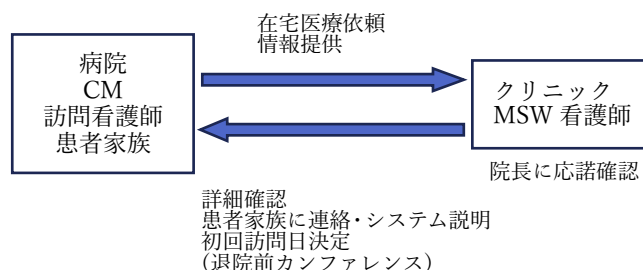 在宅医療依頼
情報提供
病院
CM
訪問看護師
患者家族
クリニック
MSW 看護師
院長に応諾確認
詳細確認
患者家族に連絡・システム説明
初回訪問日決定
(退院前カンファレンス)